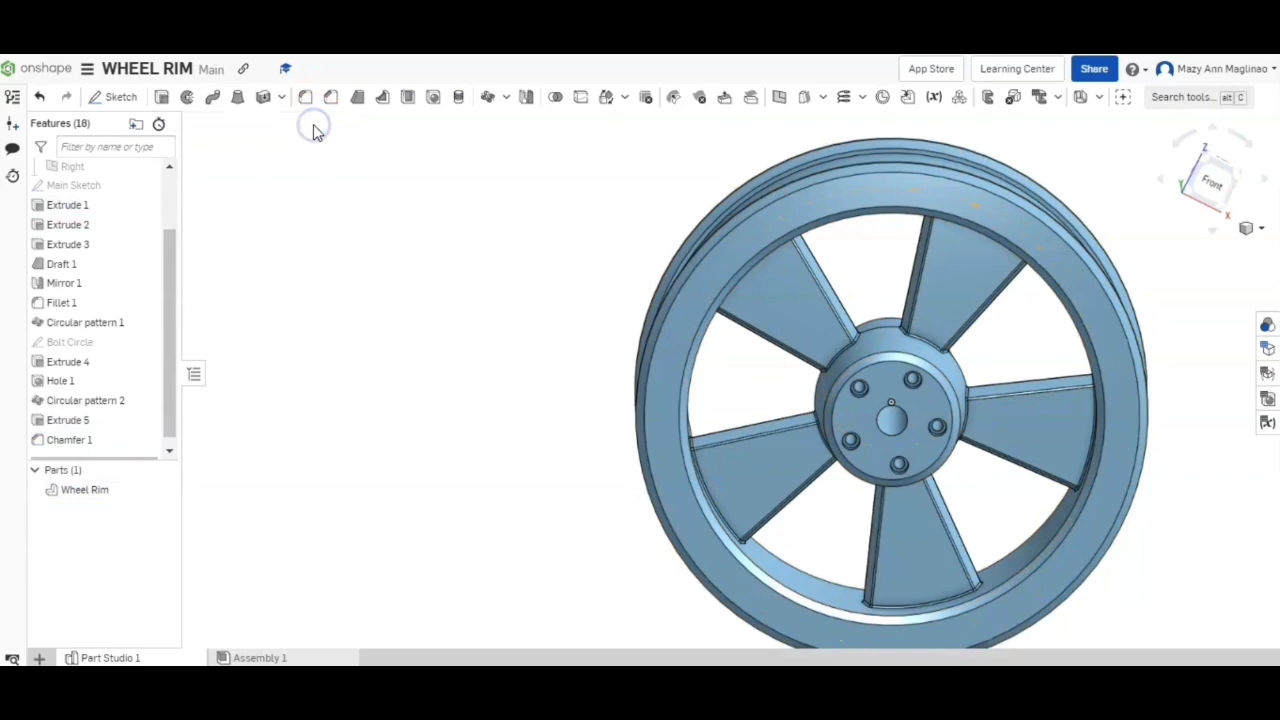 onshape WHEEL RIM Main App Store Learning Center Share Mazy Ann Maglinao
Sketch (x) Search tools... alt C
Features (18)
Filter by name or type
Right
Main Sketch
Extrude 1
Extrude 2
Extrude 3
Draft 1
Mirror 1
Fillet 1
Circular pattern 1
Bolt Circle
Extrude 4
Hole 1
Circular pattern 2
Extrude 5
Chamfer 1
Parts (1)
Wheel Rim
Z
Front
Y
X
(x)
Part Studio 1 Assembly 1